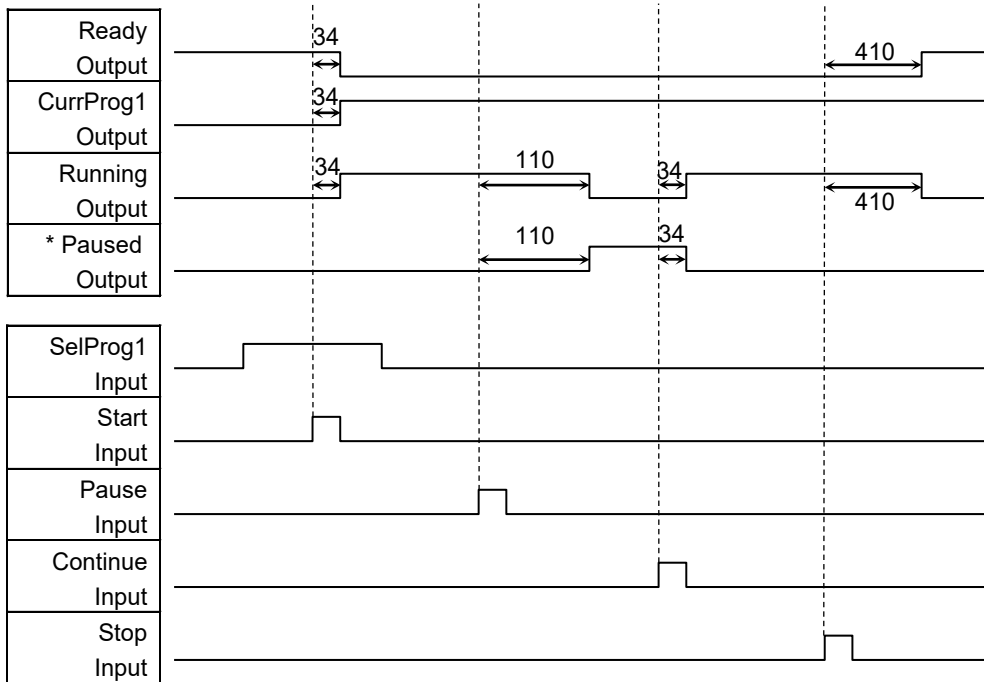 Ready
Output
34
410
CurrProg1
Output
34
Running
Output
34
110
34
410
* Paused
Output
110
34
SelProg1
Input
Start
Input
Pause
Input
Continue
Input
Stop
Input